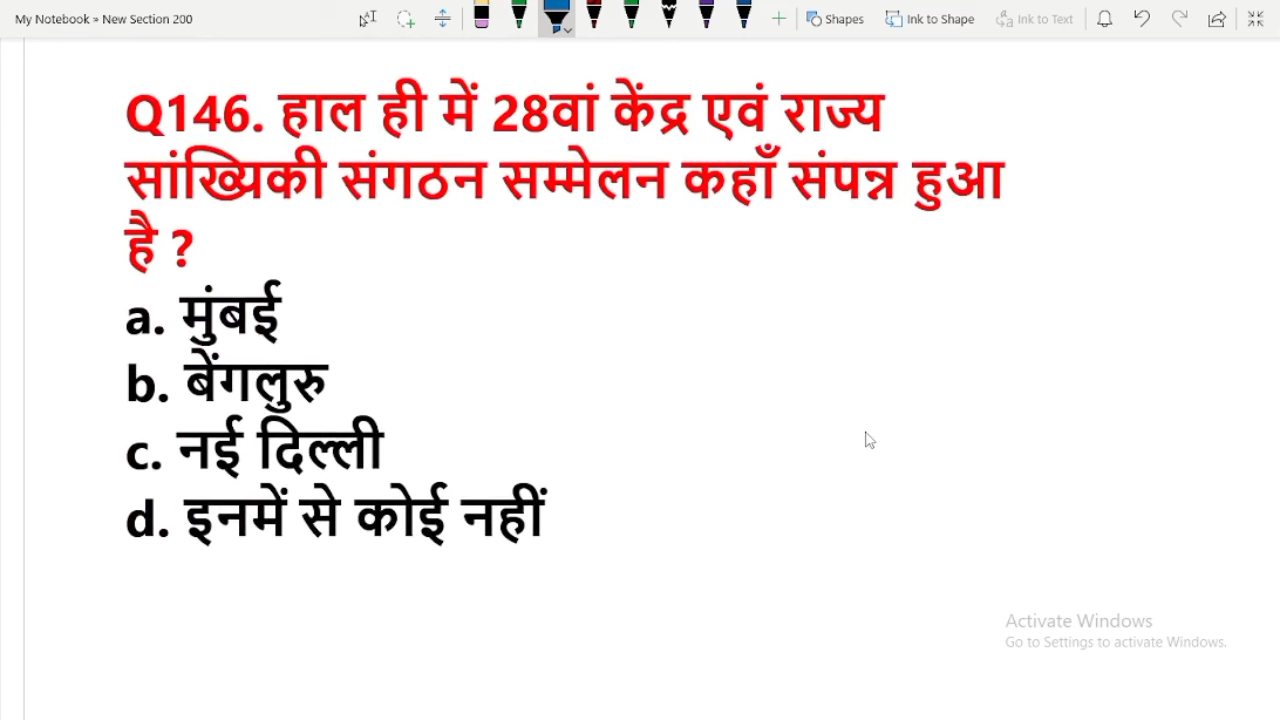 My Notebook » New Section 200
Shapes
Ink to Shape
Ink to Text
Q146. हाल ही में 28वां केंद्र एवं राज्य
सांख्यिकी संगठन सम्मेलन कहाँ संपन्न हुआ
है ?
a. मुंबई
b. बेंगलुरु
c. नई दिल्ली
d. इनमें से कोई नहीं
Activate Windows
Go to Settings to activate Windows.